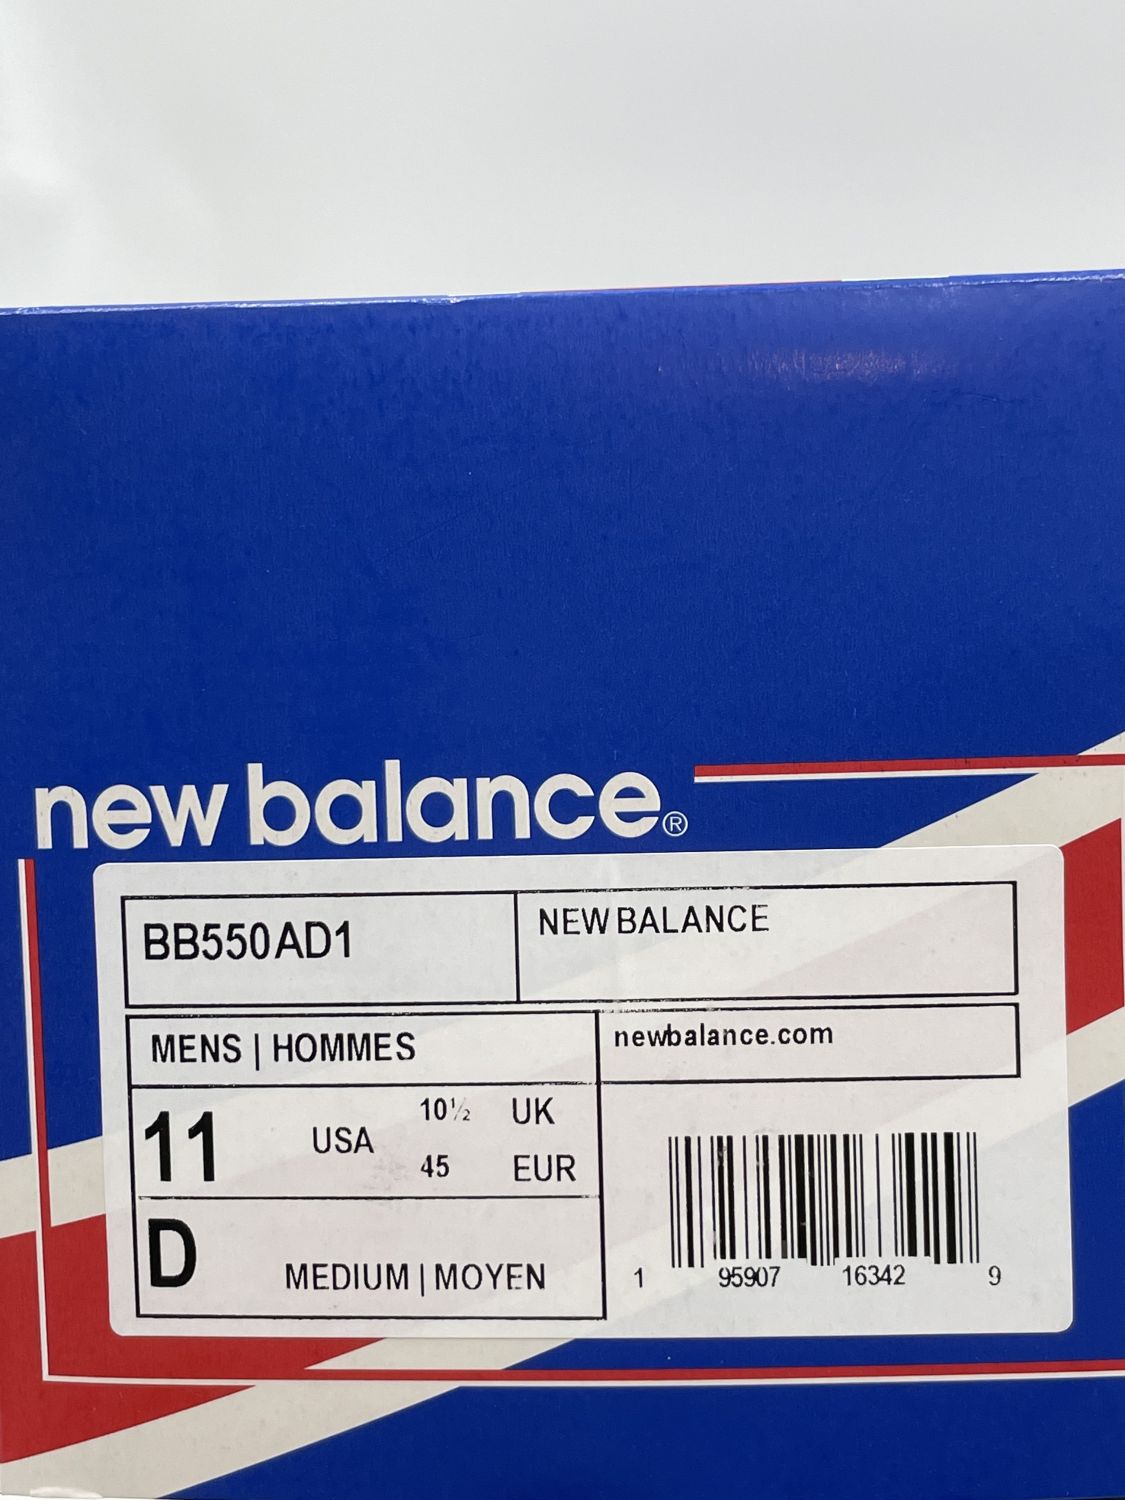 new balance®
BB550AD1
NEW BALANCE
MENS | HOMMES
newbalance.com
11 USA 10½ UK
45 EUR
D MEDIUM | MOYEN
1 95907 16342 9